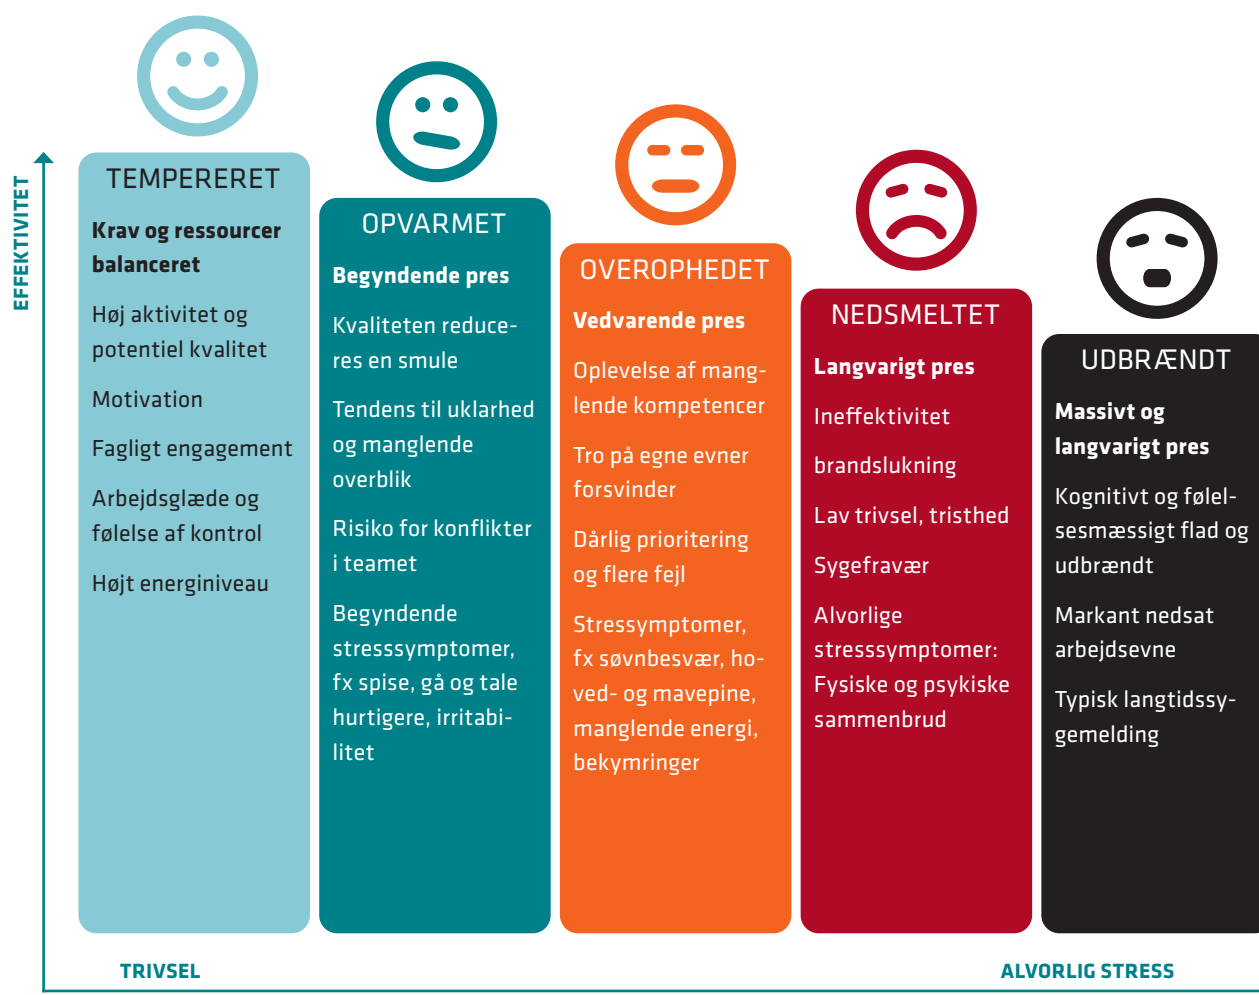 EFFEKTIVITET
TEMPERERET
Krav og ressourcer
balanceret
Høj aktivitet og
potentiel kvalitet
Motivation
Fagligt engagement
Arbejdsglæde og
følelse af kontrol
Højt energiniveau
OPVARMET
Begyndende pres
Kvaliteten reduce-
res en smule
Tendens til uklarhed
og manglende
overblik
Risiko for konflikter
i teamet
Begyndende
stresssymptomer,
fx spise, gå og tale
hurtigere, irritabi-
litet
OVEROPHEDET
Vedvarende pres
Oplevelse af mang-
lende kompetencer
Tro på egne evner
forsvinder
Dårlig prioritering
og flere fejl
Stressymptomer,
fx søvnbesvær, ho-
ved- og mavepine,
manglende energi,
bekymringer
NEDSMELTET
Langvarigt pres
Ineffektivitet
brandslukning
Lav trivsel, tristhed
Sygefravær
Alvorlige
stresssymptomer:
Fysiske og psykiske
sammenbrud
UDBRÆNDT
Massivt og
langvarigt pres
Kognitivt og følel-
sesmæssigt flad og
udbrændt
Markant nedsat
arbejdsevne
Typisk langtidssy-
gemelding
TRIVSEL
ALVORLIG STRESS